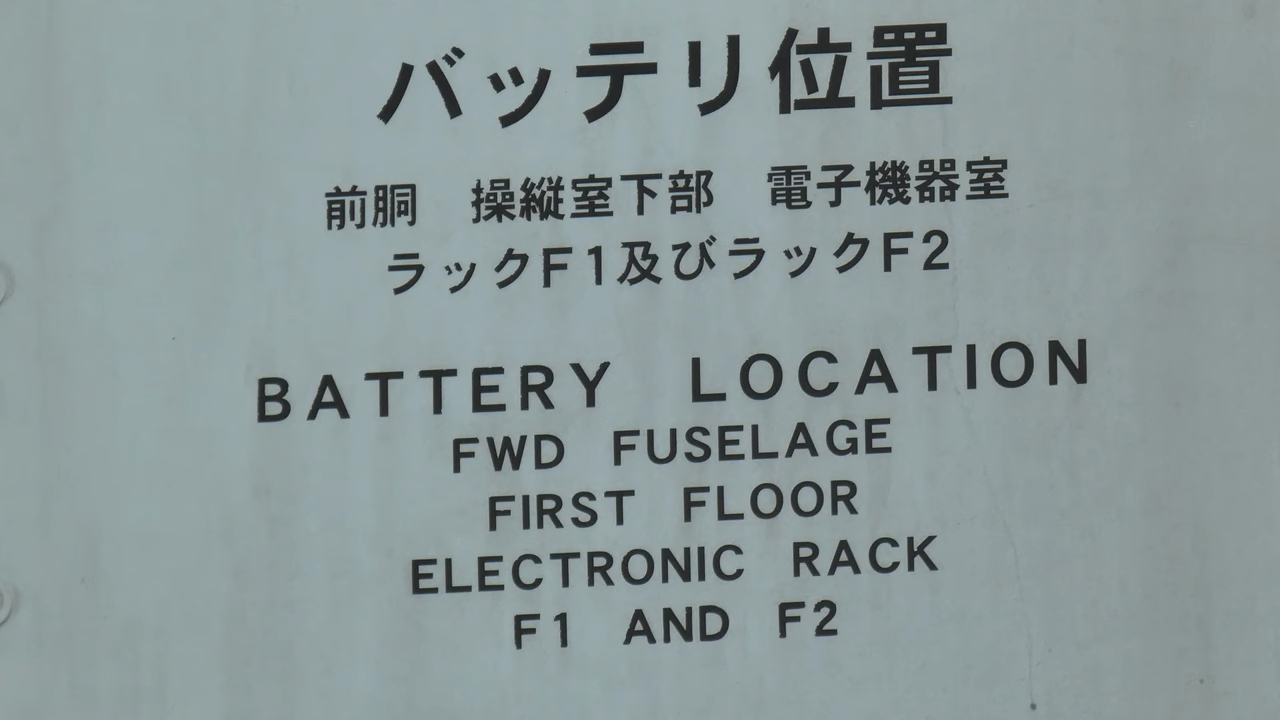 バッテリ位置
前胴　操縦室下部　電子機器室
ラックF1及びラックF2
BATTERY LOCATION
FWD FUSELAGE
FIRST FLOOR
ELECTRONIC RACK
F1 AND F2